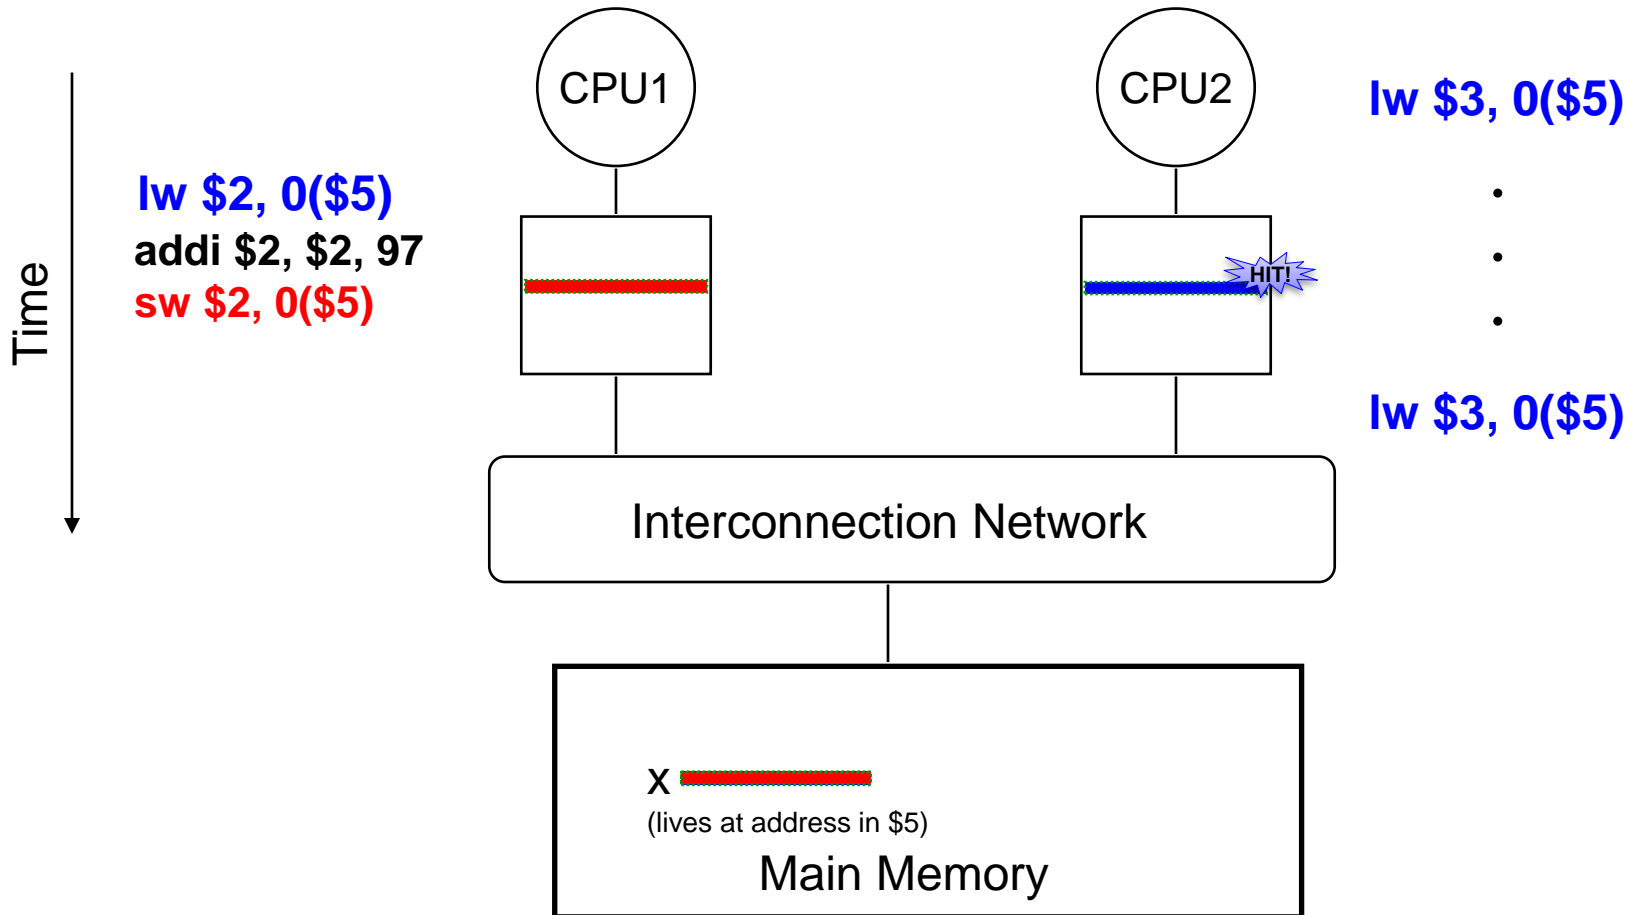 CPU1
CPU2
lw $3, 0($5)
lw $2, 0($5)
addi $2, $2, 97
sw $2, 0($5)
HIT!
.
.
.
Time
lw $3, 0($5)
Interconnection Network
x
(lives at address in $5)
Main Memory